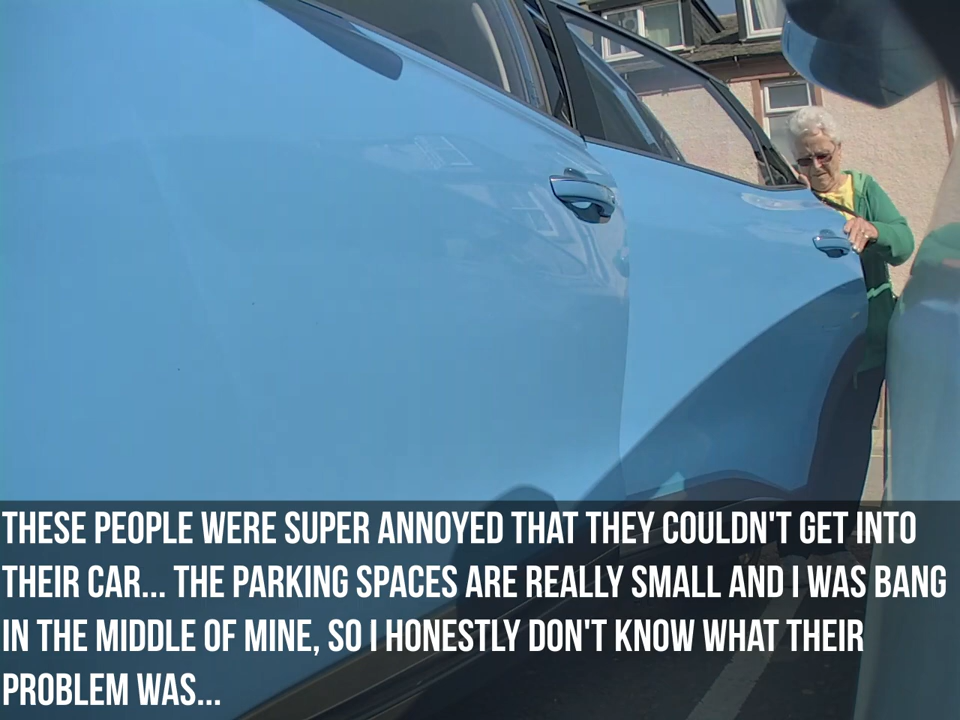 THESE PEOPLE WERE SUPER ANNOYED THAT THEY COULDN'T GET INTO
THEIR CAR... THE PARKING SPACES ARE REALLY SMALL AND I WAS BANG
IN THE MIDDLE OF MINE, SO I HONESTLY DON'T KNOW WHAT THEIR
PROBLEM WAS...